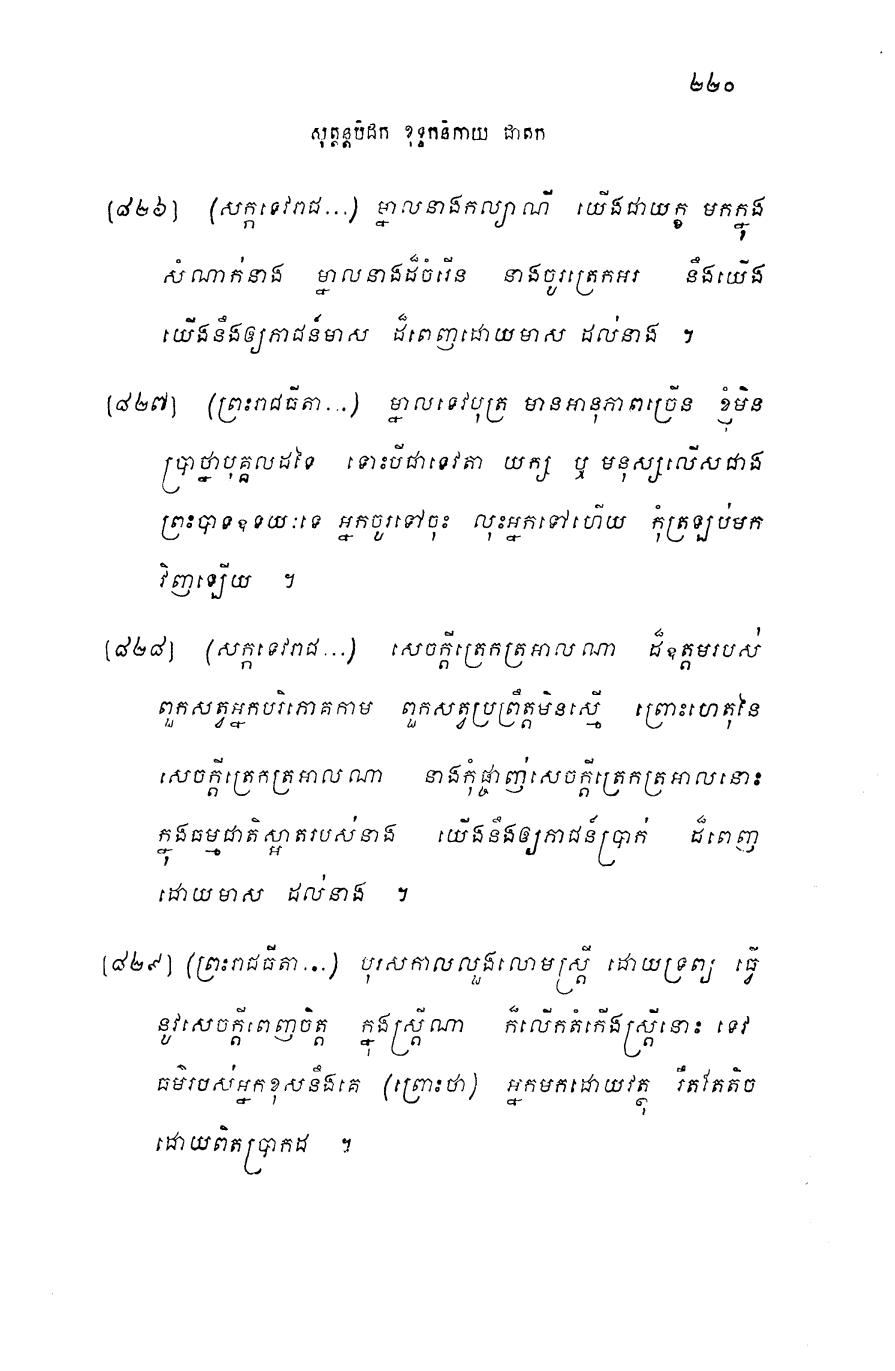 ២២០
សុត្តន្តបិដក ខុទ្ទកនិកាយ ជាតក
[៨២៦] (សក្កទេវរាជ...) ម្នាលនាងកល្យាណី យើងជាយក្ខ មកក្នុង
សំណាក់នាង ម្នាលនាងដ៏ចំរើន នាងចូរត្រេកអរ នឹងយើង
យើងនឹងឲ្យភាជន៍មាស ដ៏ពេញដោយមាស ដល់នាង ។
[៨២៧] (ព្រះរាជធីតា...) ម្នាលទេវបុត្រ មានអានុភាពច្រើន ខ្ញុំមិន
ប្រាថ្នាបុគ្គលដទៃ ទោះបីជាទេវតា យក្ស ឬ មនុស្សលើសជាង
ព្រះបាទឧទយៈទេ អ្នកចូរទៅចុះ លុះអ្នកទៅហើយ កុំត្រឡប់មក
វិញឡើយ ។
[៨២៨] (សក្កទេវរាជ...) សេចក្តីត្រេកត្រអាលណា ដ៏ឧត្តមរបស់
ពួកសត្វអ្នកបរិភោគកាម ពួកសត្វប្រព្រឹត្តមិនស្មើ ព្រោះហេតុនៃ
សេចក្តីត្រេកត្រអាលណា នាងកុំផ្ចាញ់សេចក្តីត្រេកត្រអាលនោះ
ក្នុងធម្មជាតិស្អាតរបស់នាង យើងនឹងឲ្យភាជន៍ប្រាក់ ដ៏ពេញ
ដោយមាស ដល់នាង ។
[៨២៩] (ព្រះរាជធីតា...) បុរសកាលលួងលោមស្ត្រី ដោយទ្រព្យ ធ្វើ
នូវសេចក្តីពេញចិត្ត ក្នុងស្ត្រីណា ក៏លើកតំកើងស្ត្រីនោះ ទេវ
ធម៌របស់អ្នកខុសនឹងគេ (ព្រោះថា) អ្នកមកដោយវត្ថុ រឹតតែតិច
ដោយពិតប្រាកដ ។